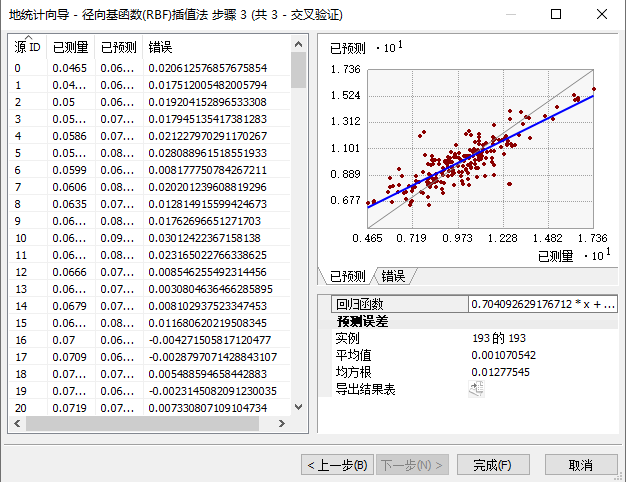 地统计向导 - 径向基函数(RBF)插值法 步骤 3 (共 3 - 交叉验证)
源 ID 已测量 已预测 错误
0 0.0465 0.06... 0.020612576857675854
1 0.04... 0.06... 0.017512005482005794
2 0.05 0.06... 0.01920415289653​3308
3 0.05... 0.07... 0.017945135417381283
4 0.0586 0.07... 0.021227970291170267
5 0.05... 0.08... 0.028088961518551933
6 0.0599 0.06... 0.008177750784267211
7 0.0606 0.08... 0.020201239608819296
8 0.0635 0.07... 0.012814915599424673
9 0.06... 0.08... 0.01762696651271703
10 0.06... 0.09... 0.03012422367158138
11 0.06... 0.08... 0.023165022766338625
12 0.0666 0.07... 0.008546255492314456
13 0.06... 0.07... 0.0030804636466285895
14 0.0679 0.07... 0.008102937523347453
15 0.06... 0.08... 0.011680620219508345
16 0.07 0.06... -0.004271505817120477
17 0.0709 0.06... -0.0028797071428843107
18 0.07... 0.07... 0.005488594658442883
19 0.07... 0.06... -0.0023145082091230035
20 0.0719 0.07... 0.007330807109104734
已预测 ·10¹
1.736
1.524
1.312
1.101
0.889
0.677
0.465 0.719 0.973 1.228 1.482 1.736
已测量 ·10¹
已预测 错误
回归函数 0.704092629176712 * x + ...
预测误差
实例 193 的 193
平均值 0.001070542
均方根 0.01277545
导出结果表
< 上一步(B) 下一步(N) > 完成(F) 取消